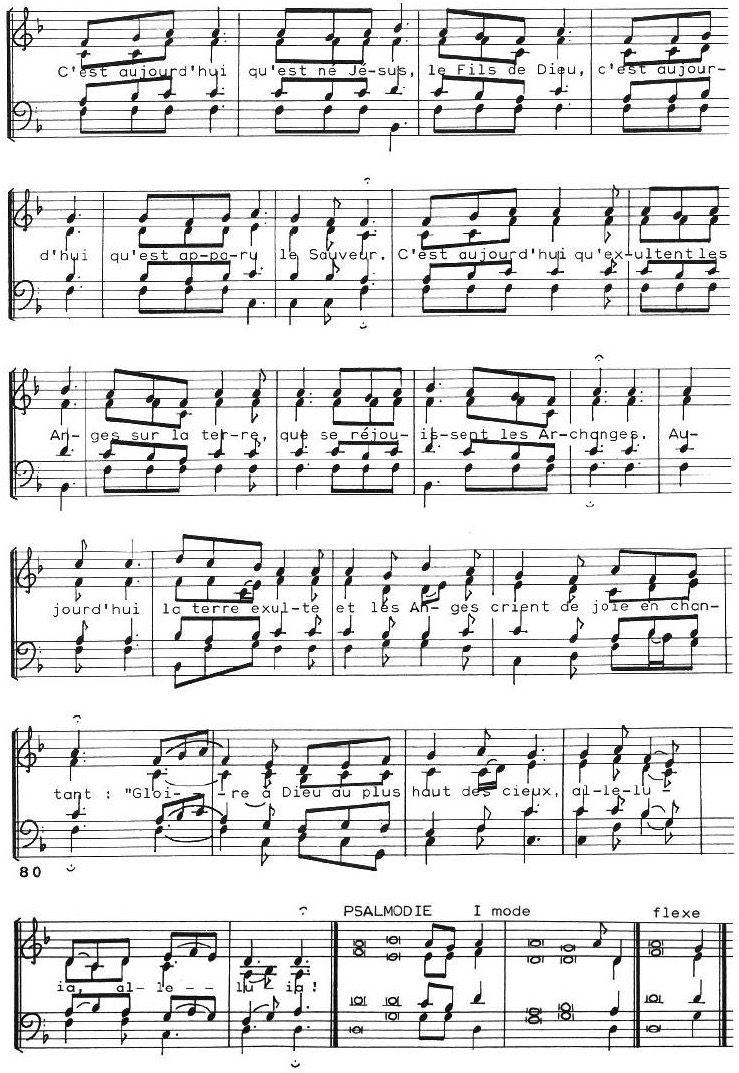 C'est aujourd'hui qu'est né Jé-sus, le Fils de Dieu, c'est aujour-
d'hui qu'est ap-pa-ru le Sauveur. C'est aujourd'hui qu'ex-ultent les
An- ges sur la ter-re, que se réjou- is-sent les Ar-changes. Au-
jourd'hui la terre exul-te et les An- ges crient de joie en chan-
tant : "Gloi- -re à Dieu au plus haut des cieux, al-le-lu -
80
PSALMODIE I mode flexe
ia, al- le - - lu - ia!